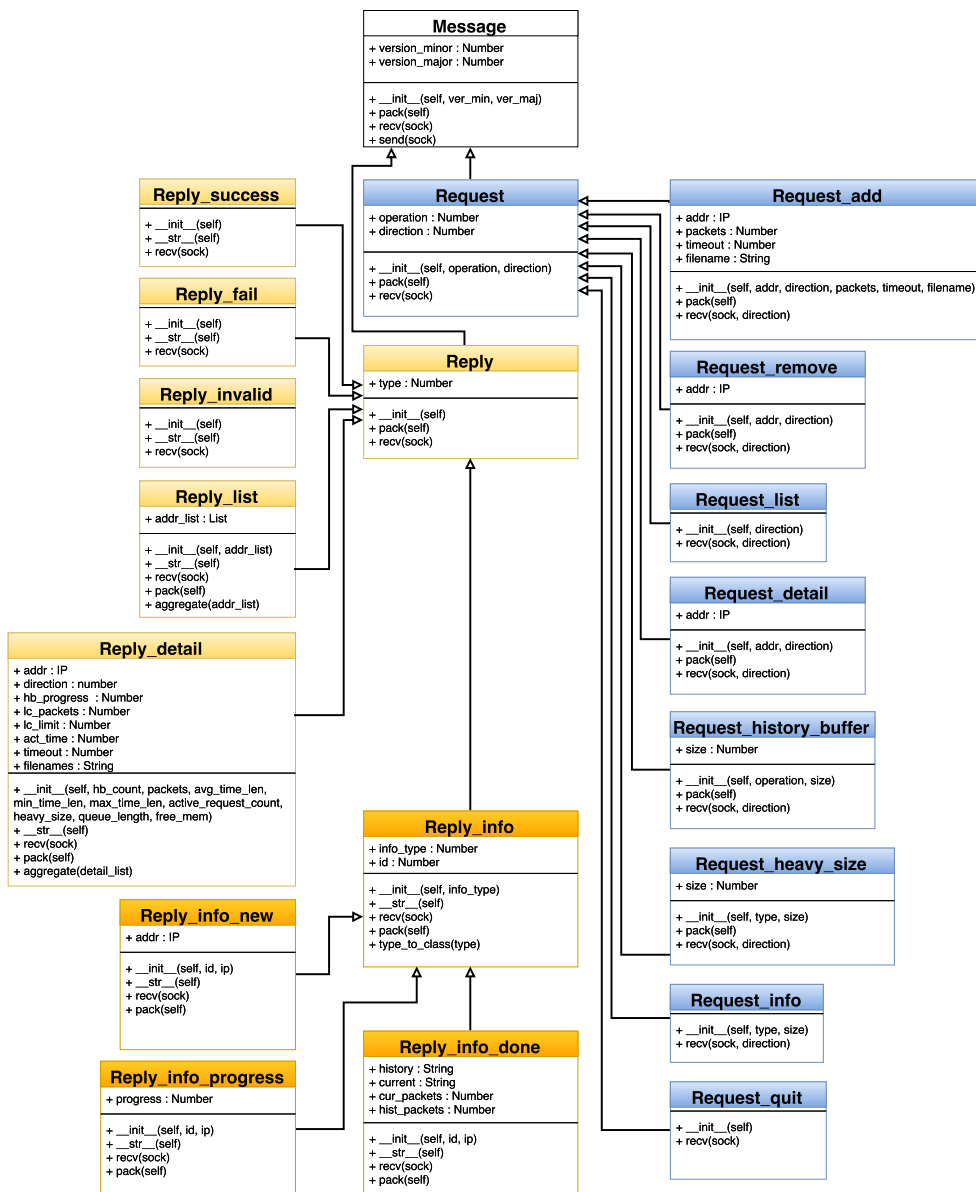 Message
+ version_minor : Number
+ version_major : Number
+ __init__(self, ver_min, ver_maj)
+ pack(self)
+ recv(sock)
+ send(sock)
Reply_success
+ __init__(self)
+ __str__(self)
+ recv(sock)
Request
+ operation : Number
+ direction : Number
+ __init__(self, operation, direction)
+ pack(self)
+ recv(sock)
Request_add
+ addr : IP
+ packets : Number
+ timeout : Number
+ filename : String
+ __init__(self, addr, direction, packets, timeout, filename)
+ pack(self)
+ recv(sock, direction)
Reply_fail
+ __init__(self)
+ __str__(self)
+ recv(sock)
Reply
+ type : Number
+ __init__(self)
+ pack(self)
+ recv(sock)
Request_remove
+ addr : IP
+ __init__(self, addr, direction)
+ pack(self)
+ recv(sock, direction)
Reply_invalid
+ __init__(self)
+ __str__(self)
+ recv(sock)
Reply_list
+ addr_list : List
+ __init__(self, addr_list)
+ __str__(self)
+ recv(sock)
+ pack(self)
+ aggregate(addr_list)
Request_list
+ __init__(self, direction)
+ recv(sock, direction)
Request_detail
+ addr : IP
+ __init__(self, addr, direction)
+ pack(self)
+ recv(sock, direction)
Reply_detail
+ addr : IP
+ direction : number
+ hb_progress : Number
+ lc_packets : Number
+ lc_limit : Number
+ act_time : Number
+ timeout : Number
+ filenames : String
+ __init__(self, hb_count, packets, avg_time_len,
min_time_len, max_time_len, active_request_count,
heavy_size, queue_length, free_mem)
+ __str__(self)
+ recv(sock)
+ pack(self)
+ aggregate(detail_list)
Request_history_buffer
+ size : Number
+ __init__(self, operation, size)
+ pack(self)
+ recv(sock, direction)
Reply_info
+ info_type : Number
+ id : Number
+ __init__(self, info_type)
+ __str__(self)
+ recv(sock)
+ pack(self)
+ type_to_class(type)
Request_heavy_size
+ size : Number
+ __init__(self, type, size)
+ pack(self)
+ recv(sock, direction)
Reply_info_new
+ addr : IP
+ __init__(self, id, ip)
+ __str__(self)
+ recv(sock)
+ pack(self)
Request_info
+ __init__(self, type, size)
+ recv(sock, direction)
Reply_info_done
+ history : String
+ current : String
+ cur_packets : Number
+ hist_packets : Number
+ __init__(self, id, ip)
+ __str__(self)
+ recv(sock)
+ pack(self)
Reply_info_progress
+ progress : Number
+ __init__(self, id, ip)
+ __str__(self)
+ recv(sock)
+ pack(self)
Request_quit
+ __init__(self)
+ recv(sock)